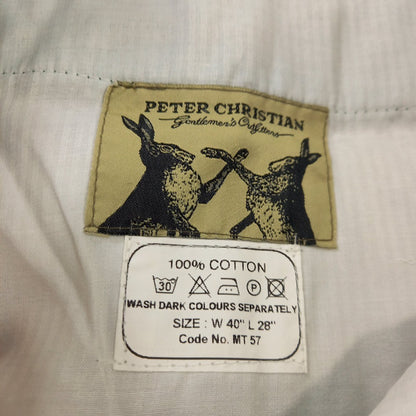 PETER CHRISTIAN
Gentlemen's Outfitters
100% COTTON
30 P
WASH DARK COLOURS SEPARATELY
SIZE : W 40" L 28"
Code No. MT 57